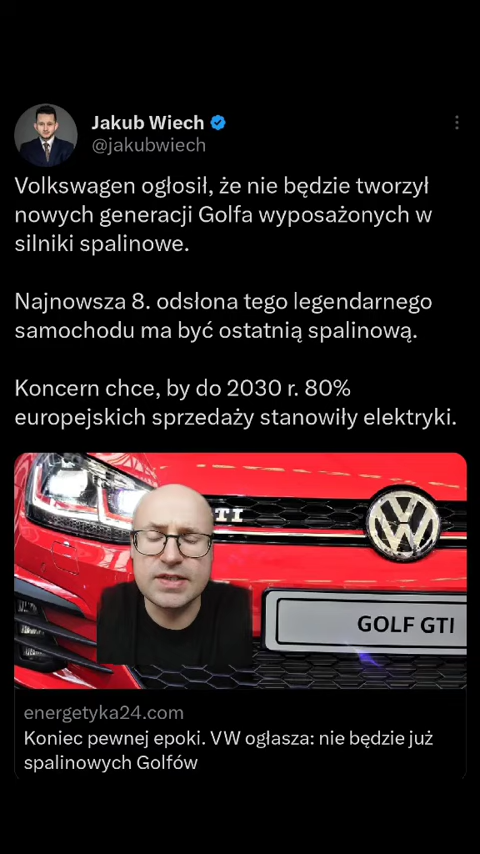 Jakub Wiech
@jakubwiech
Volkswagen ogłosił, że nie będzie tworzył
nowych generacji Golfa wyposażonych w
silniki spalinowe.
Najnowsza 8. odsłona tego legendarnego
samochodu ma być ostatnią spalinową.
Koncern chce, by do 2030 r. 80%
europejskich sprzedaży stanowiły elektryki.
TI
GOLF GTI
energetyka24.com
Koniec pewnej epoki. VW ogłasza: nie będzie już
spalinowych Golfów